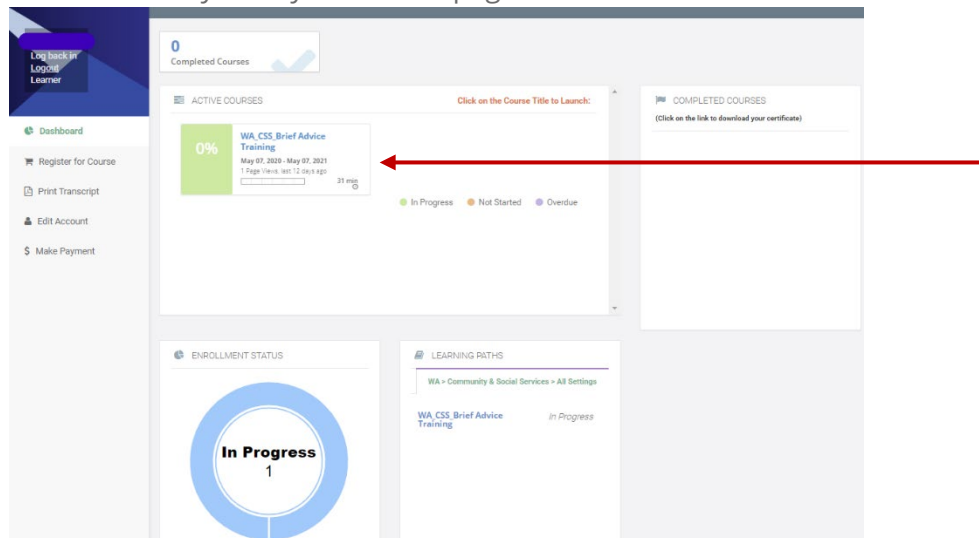 Log back in
Logout
Learner
Dashboard
Register for Course
Print Transcript
Edit Account
$ Make Payment
0
Completed Courses
ACTIVE COURSES
Click on the Course Title to Launch:
0%
WA_CSS_Brief Advice
Training
May 07, 2020 - May 07, 2021
1 Page Views, last 12 days ago
31 min
In Progress Not Started Overdue
COMPLETED COURSES
(Click on the link to download your certificate)
ENROLLMENT STATUS
In Progress
1
LEARNING PATHS
WA > Community & Social Services > All Settings
WA_CSS_Brief Advice
Training
In Progress